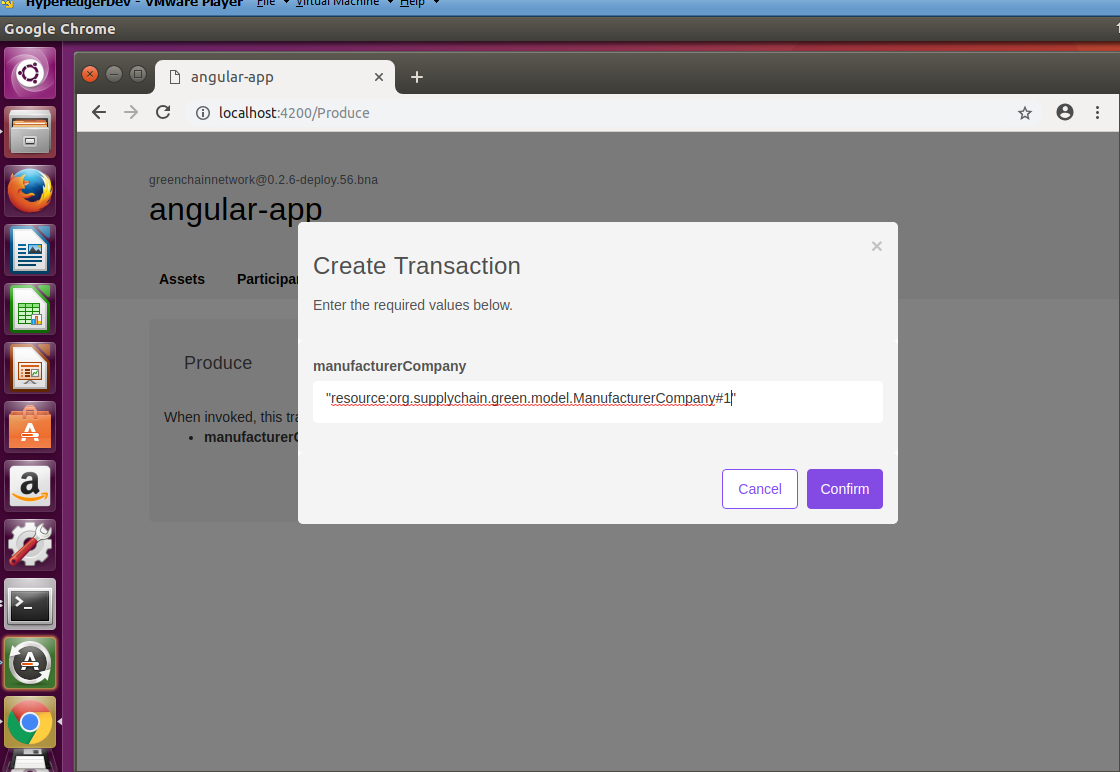 HyperledgerDev - VMware Player File Virtual Machine Help
Google Chrome
angular-app
localhost:4200/Produce
greenchainnetwork@0.2.6-deploy.56.bna
angular-app
Assets Participa
Create Transaction
Enter the required values below.
Produce
manufacturerCompany
"resource:org.supplychain.green.model.ManufacturerCompany#1"
When invoked, this tra
manufacturerC
Cancel Confirm